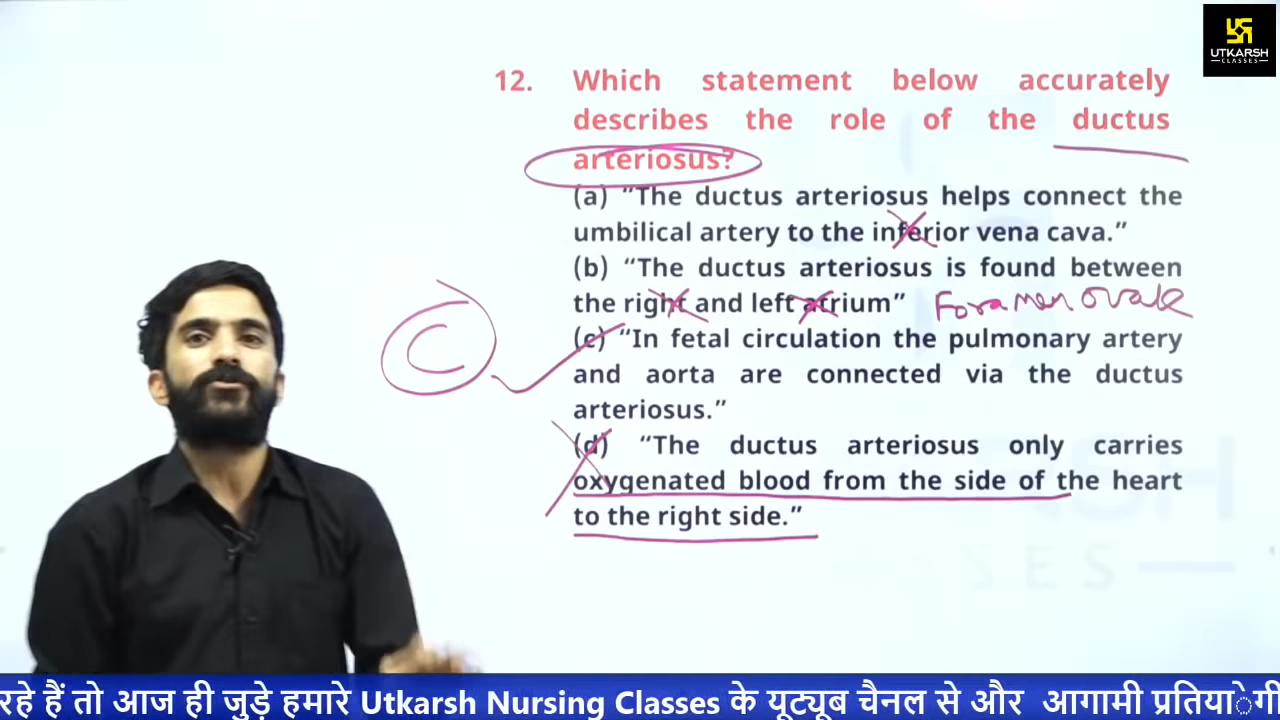 UTKARSH
CLASSES
12. Which statement below accurately
describes the role of the ductus
arteriosus?
(a) “The ductus arteriosus helps connect the
umbilical artery to the inferior vena cava.”
(b) “The ductus arteriosus is found between
the right and left atrium” Foramen ovale
C
(c) “In fetal circulation the pulmonary artery
and aorta are connected via the ductus
arteriosus.”
(d) “The ductus arteriosus only carries
oxygenated blood from the side of the heart
to the right side.”
SES
रहे हैं तो आज ही जुड़े हमारे Utkarsh Nursing Classes के यूट्यूब चैनल से और आगामी